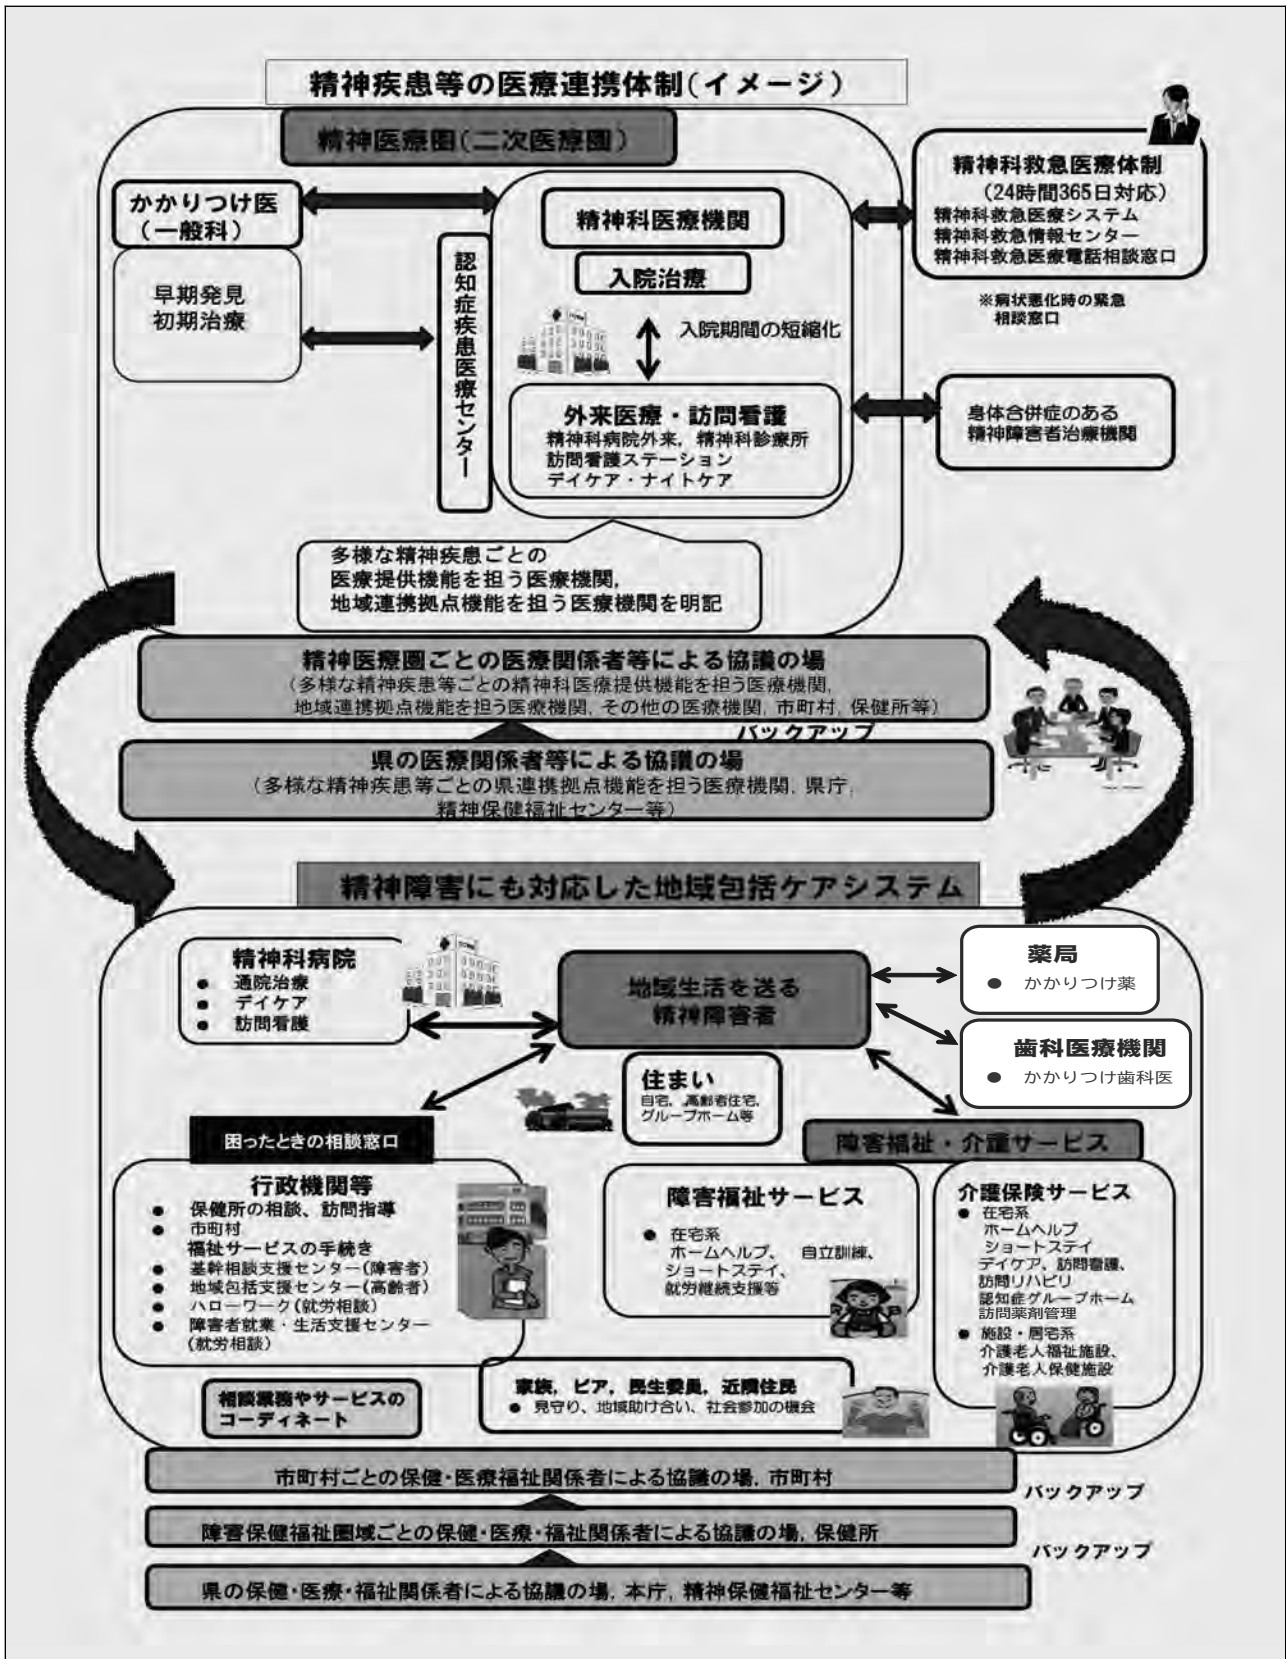 精神疾患等の医療連携体制(イメージ)
精神医療圏(二次医療圏)
かかりつけ医
(一般科)
早期発見
初期治療
認知症疾患医療センター
精神科医療機関
入院治療
入院期間の短縮化
外来医療・訪問看護
精神科病院外来，精神科診療所
訪問看護ステーション
デイケア・ナイトケア
精神科救急医療体制
(24時間365日対応)
精神科救急医療システム
精神科救急情報センター
精神科救急医療電話相談窓口
※病状悪化時の緊急
相談窓口
身体合併症のある
精神障害者治療機関
多様な精神疾患ごとの
医療提供機能を担う医療機関，
地域連携拠点機能を担う医療機関を明記
精神医療圏ごとの医療関係者等による協議の場
(多様な精神疾患等ごとの精神科医療提供機能を担う医療機関，
地域連携拠点機能を担う医療機関，その他の医療機関，市町村，保健所等)
バックアップ
県の医療関係者等による協議の場
(多様な精神疾患等ごとの県連携拠点機能を担う医療機関，県庁，
精神保健福祉センター等)
精神障害にも対応した地域包括ケアシステム
精神科病院
● 通院治療
● デイケア
● 訪問看護
地域生活を送る
精神障害者
薬局
● かかりつけ薬
歯科医療機関
● かかりつけ歯科医
住まい
自宅、高齢者住宅、
グループホーム等
困ったときの相談窓口
行政機関等
● 保健所の相談、訪問指導
● 市町村
福祉サービスの手続き
● 基幹相談支援センター(障害者)
● 地域包括支援センター(高齢者)
● ハローワーク(就労相談)
● 障害者就業・生活支援センター
(就労相談)
障害福祉・介護サービス
障害福祉サービス
● 在宅系
ホームヘルプ、 自立訓練、
ショートステイ、
就労継続支援等
介護保険サービス
● 在宅系
ホームヘルプ
ショートステイ
デイケア、訪問看護、
訪問リハビリ
認知症グループホーム
訪問薬剤管理
● 施設・居宅系
介護老人福祉施設、
介護老人保健施設
相談業務やサービスの
コーディネート
家族，ピア，民生委員，近隣住民
● 見守り、地域助け合い、社会参加の機会
市町村ごとの保健・医療福祉関係者による協議の場，市町村
バックアップ
障害保健福祉圏域ごとの保健・医療・福祉関係者による協議の場，保健所
バックアップ
県の保健・医療・福祉関係者による協議の場，本庁，精神保健福祉センター等